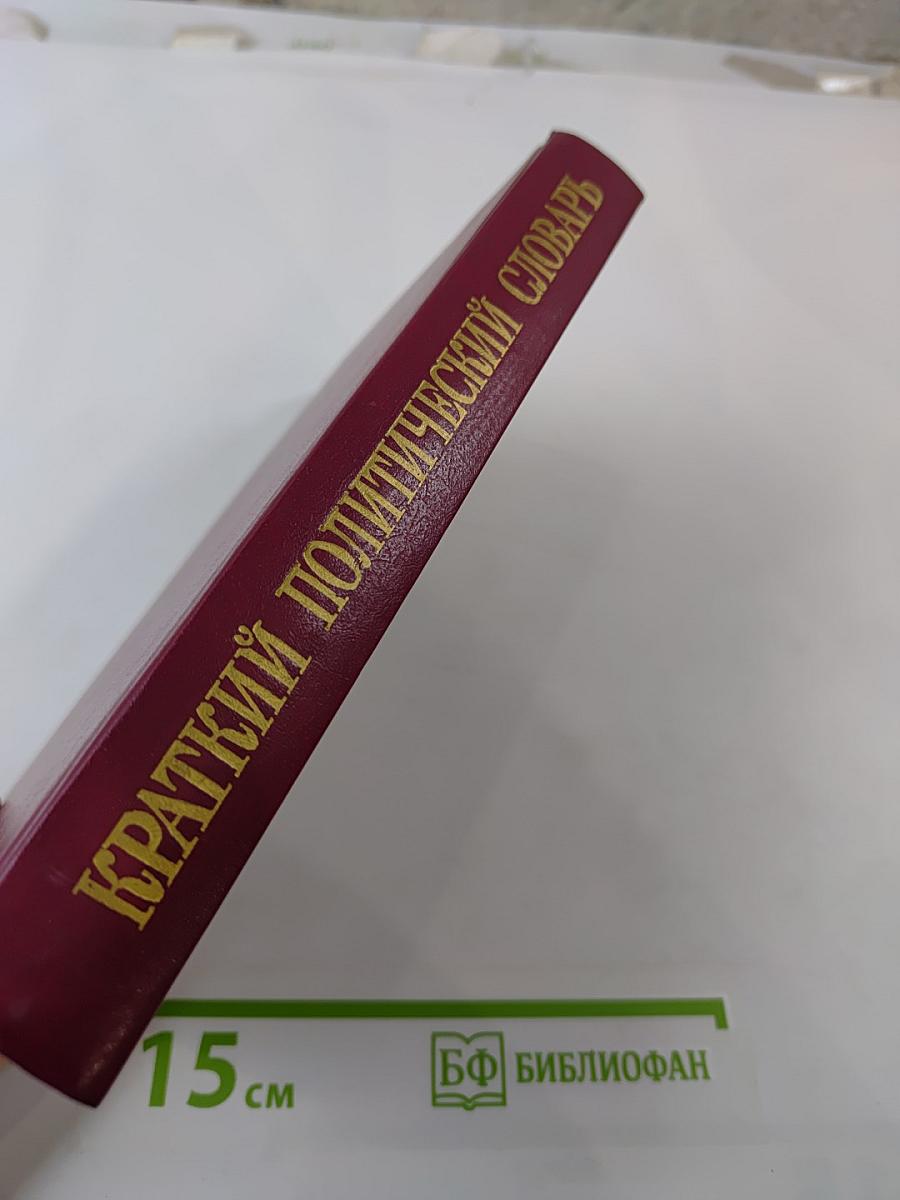 КРАТКИЙ ПОЛИТИЧЕСКИЙ СЛОВАРЬ
15 см
БФ БИБЛИОФАН